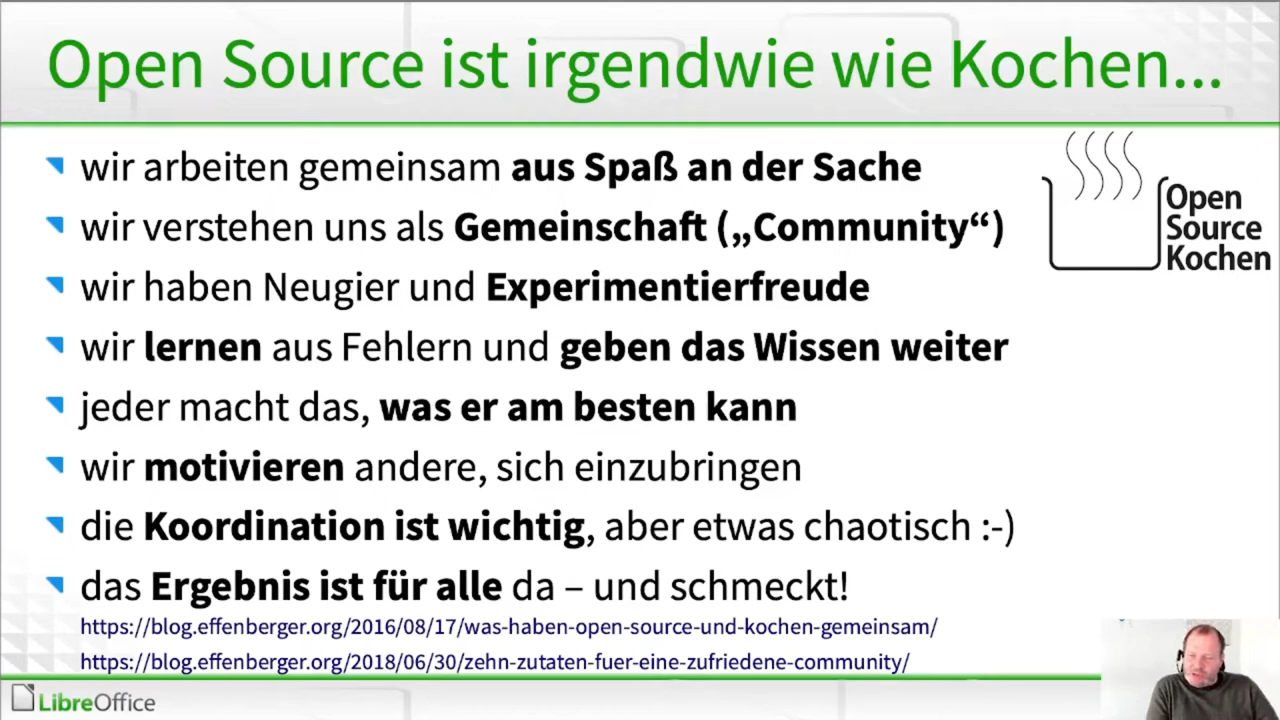 Open Source ist irgendwie wie Kochen...
wir arbeiten gemeinsam aus Spaß an der Sache
wir verstehen uns als Gemeinschaft („Community“)
wir haben Neugier und Experimentierfreude
wir lernen aus Fehlern und geben das Wissen weiter
jeder macht das, was er am besten kann
wir motivieren andere, sich einzubringen
die Koordination ist wichtig, aber etwas chaotisch :-)
das Ergebnis ist für alle da – und schmeckt!
https://blog.effenberger.org/2016/08/17/was-haben-open-source-und-kochen-gemeinsam/
https://blog.effenberger.org/2018/06/30/zehn-zutaten-fuer-eine-zufriedene-community/
Open
Source
Kochen
LibreOffice